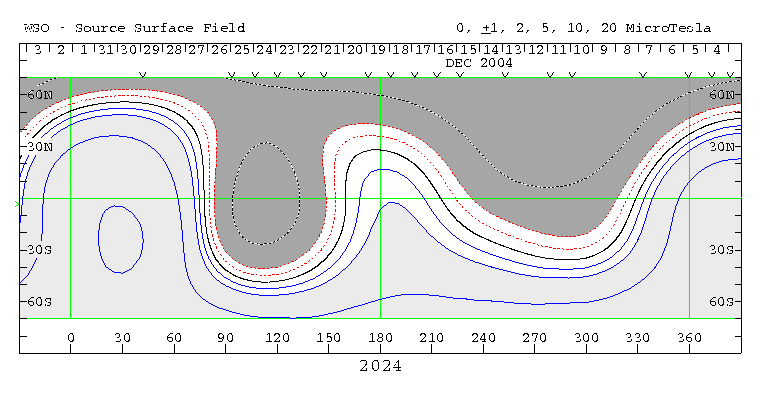 WSO - Source Surface Field 0, +1, 2, 5, 10, 20 MicroTesla
3 2 1 31 30 29 28 27 26 25 24 23 22 21 20 19 18 17 16 15 14 13 12 11 10 9 8 7 6 5 4
DEC 2004
60N 60N
30N 30N
30S 30S
60S 60S
0 30 60 90 120 150 180 210 240 270 300 330 360
2024